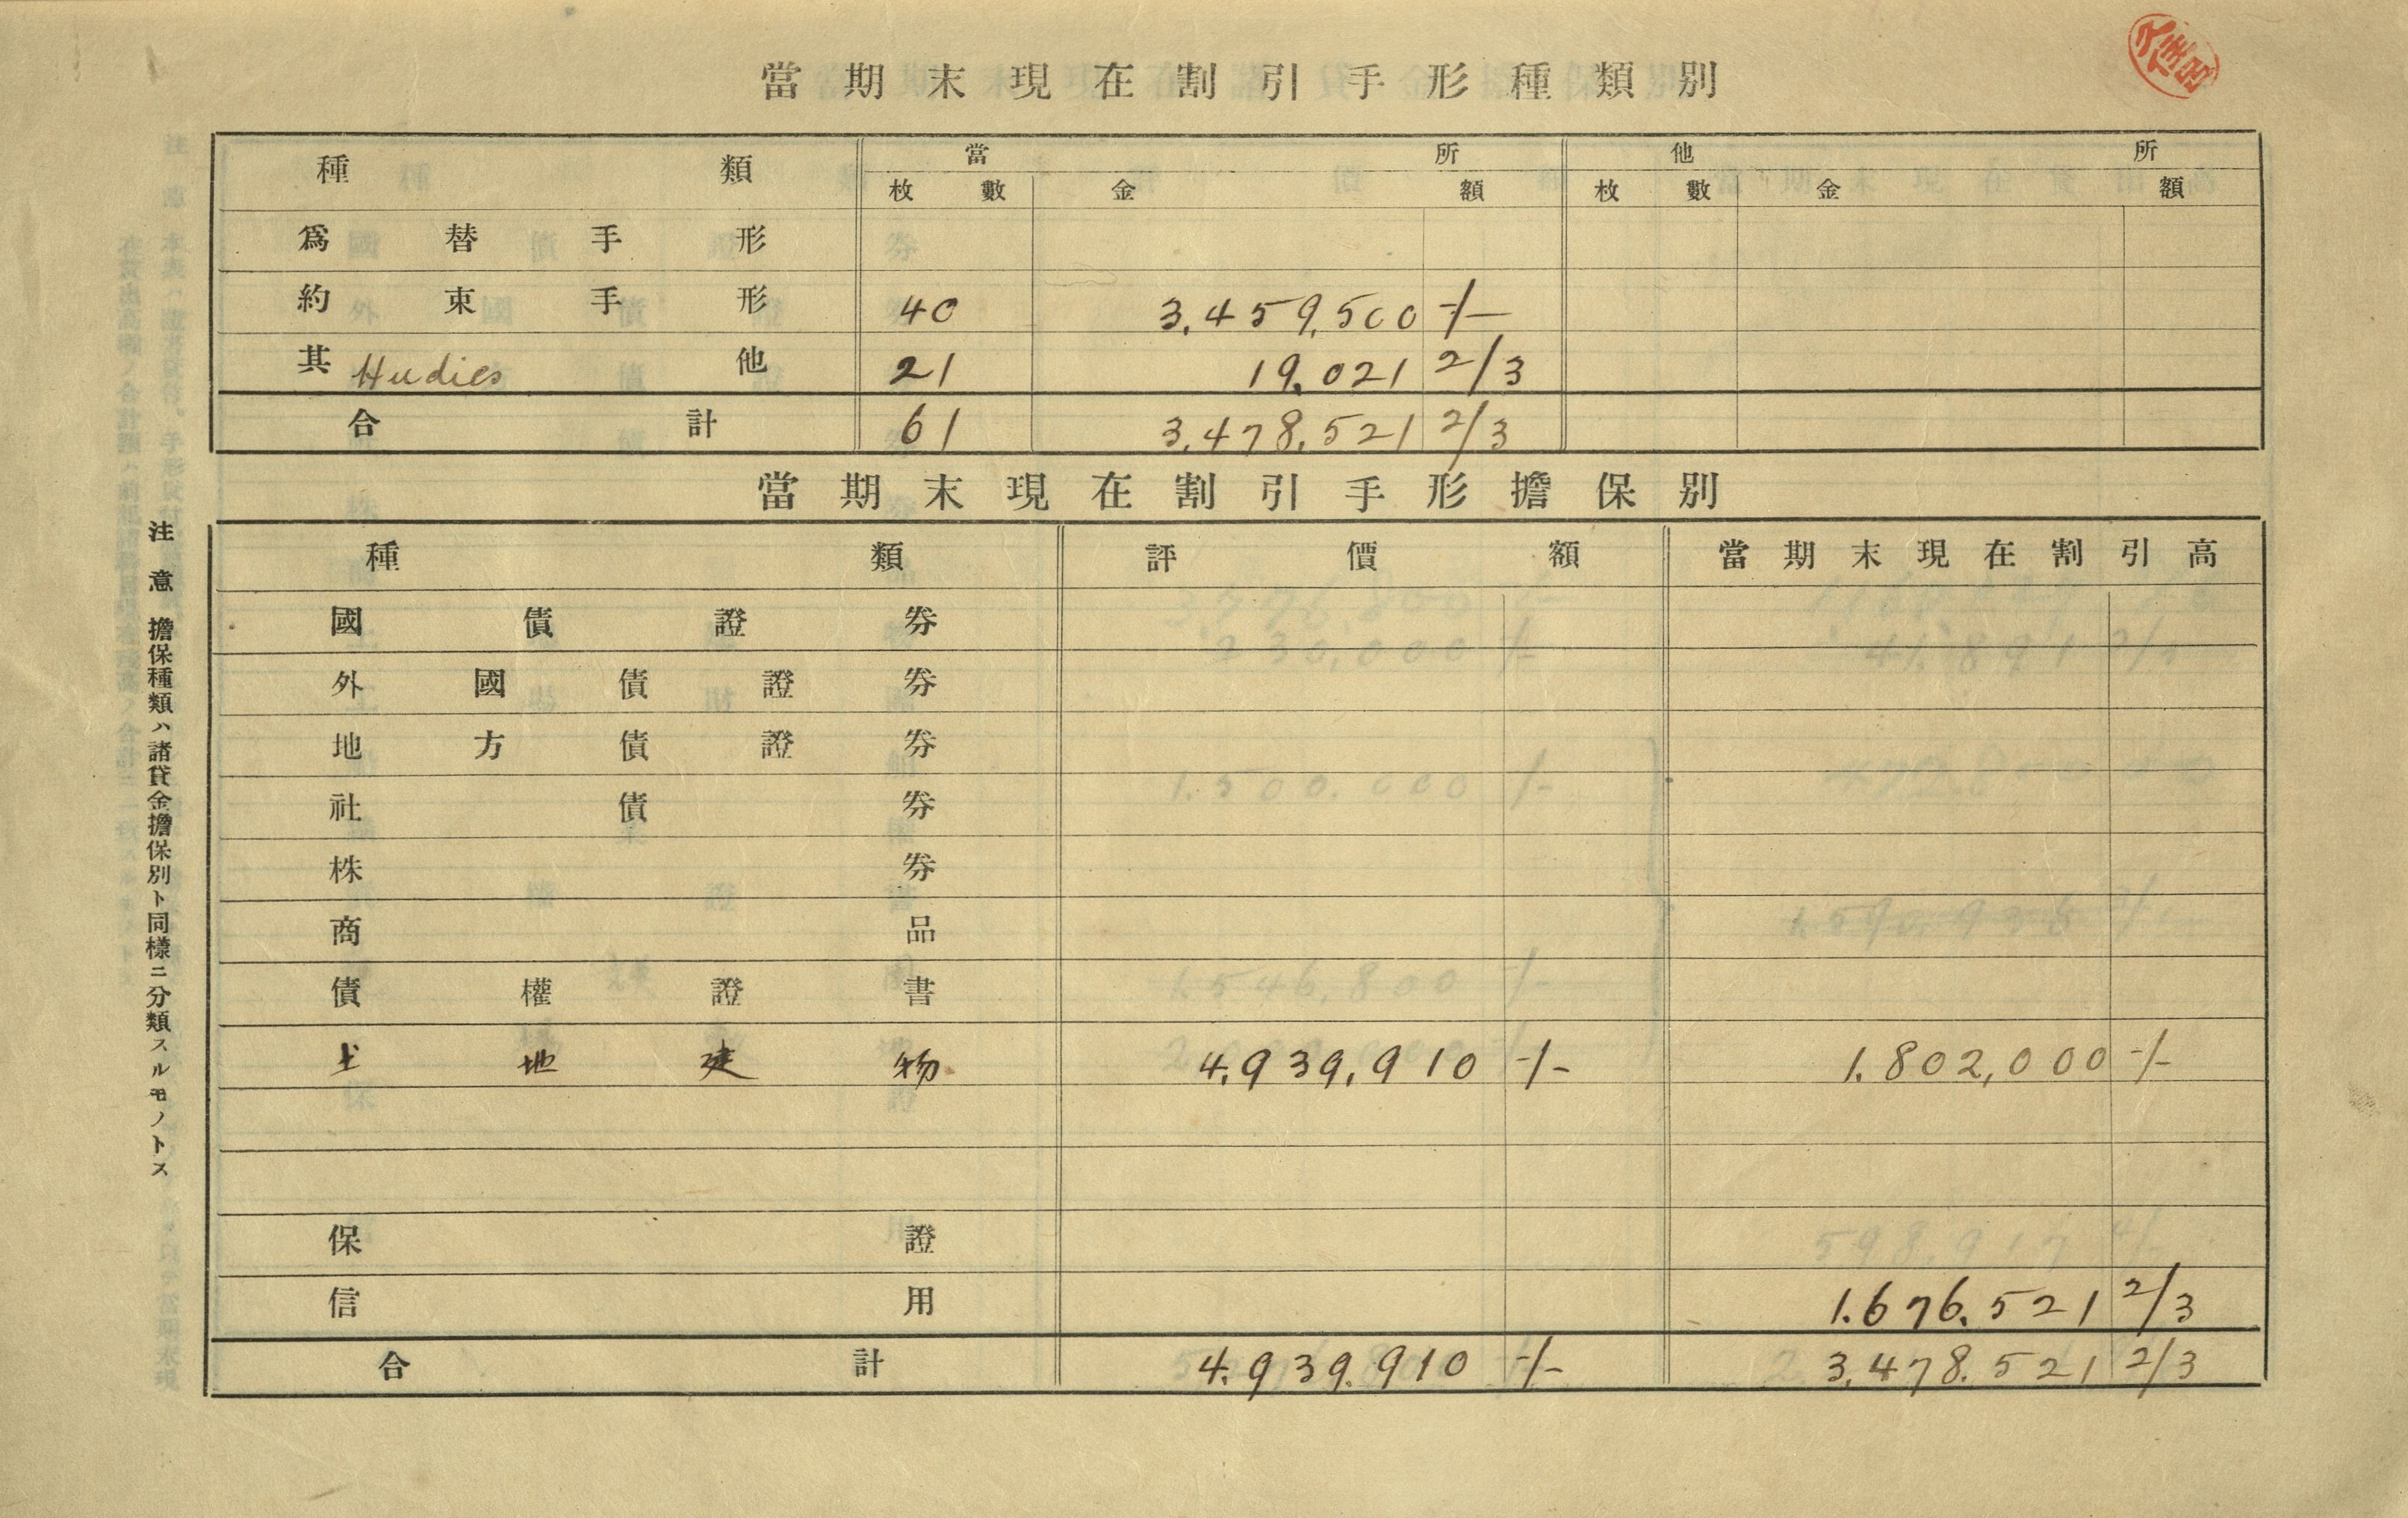 當期末現在割引手形種類別
種類 當所 他所
枚數 金額 枚數 金額
爲替手形
約束手形 40 3,459,500 -/-
其他 Hudies 21 19,021 2/3
合計 61 3,478,521 2/3
當期末現在割引手形擔保別
種類 評價額 當期末現在割引高
國債證券
外國債證券
地方債證券
社債券
株券
商品
債權證書
土地建物 4,939,910 -/- 1,802,000 -/-
保證
信用 1,676,521 2/3
合計 4,939,910 -/- 3,478,521 2/3
注意 擔保種類ハ諸貸金擔保別ト同樣ニ分類スルモノトス